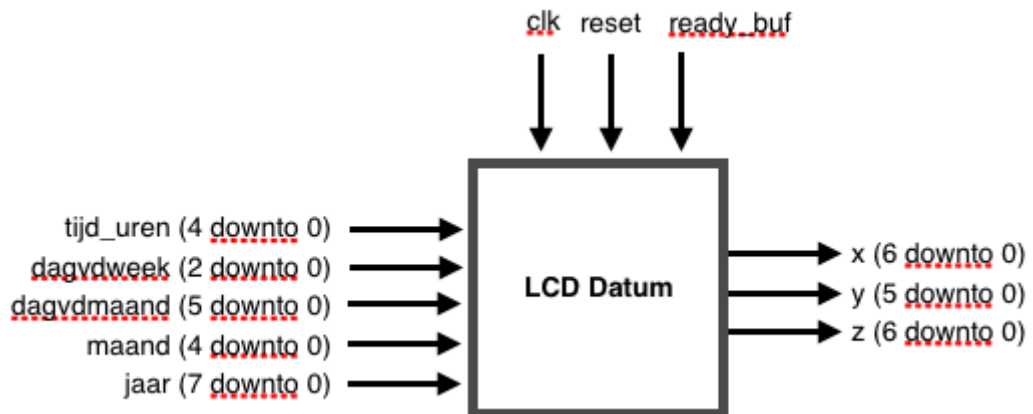 clk reset ready_buf
tijd_uren (4 downto 0)
dagvdweek (2 downto 0)
dagvdmaand (5 downto 0)
maand (4 downto 0)
jaar (7 downto 0)
LCD Datum
x (6 downto 0)
y (5 downto 0)
z (6 downto 0)